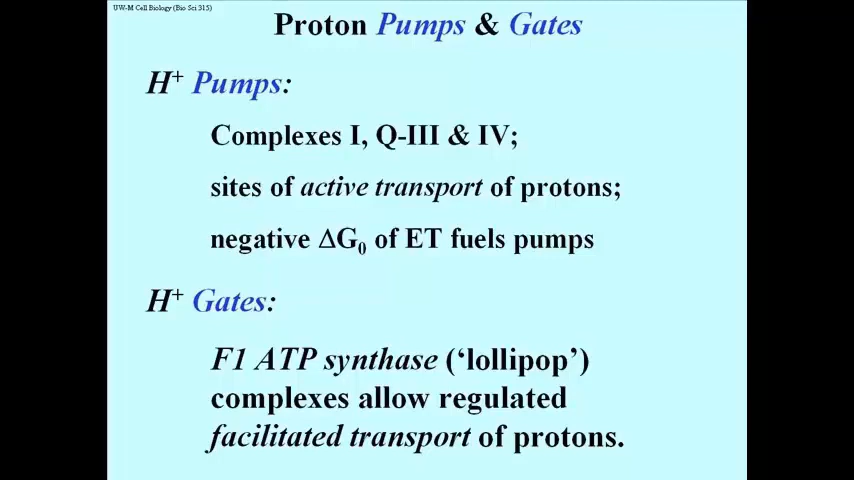 UW-M Cell Biology (Bio Sci 315)
Proton Pumps & Gates
H⁺ Pumps:
Complexes I, Q-III & IV;
sites of active transport of protons;
negative ΔG₀ of ET fuels pumps
H⁺ Gates:
F1 ATP synthase (‘lollipop’)
complexes allow regulated
facilitated transport of protons.